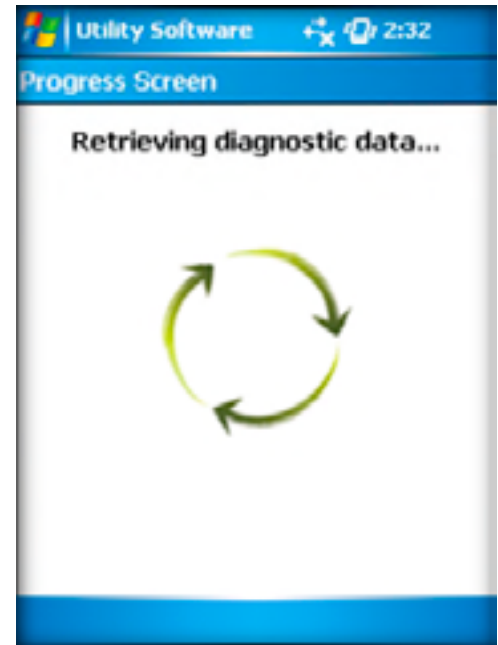 Utility Software 2:32
Progress Screen
Retrieving diagnostic data...